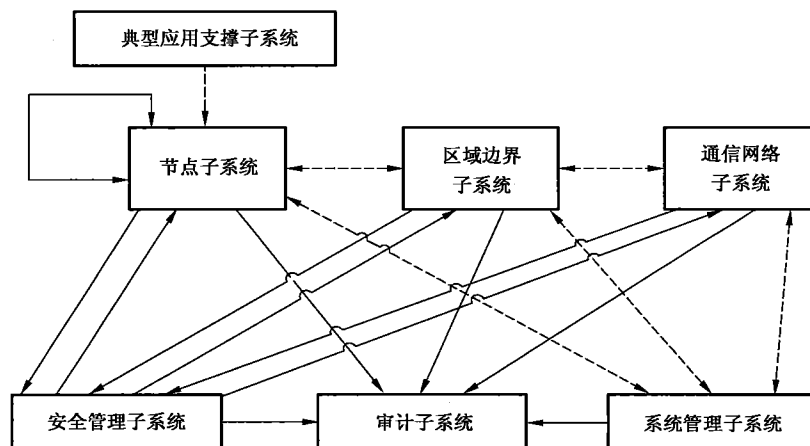 典型应用支撑子系统
节点子系统
区域边界
子系统
通信网络
子系统
安全管理子系统
审计子系统
系统管理子系统